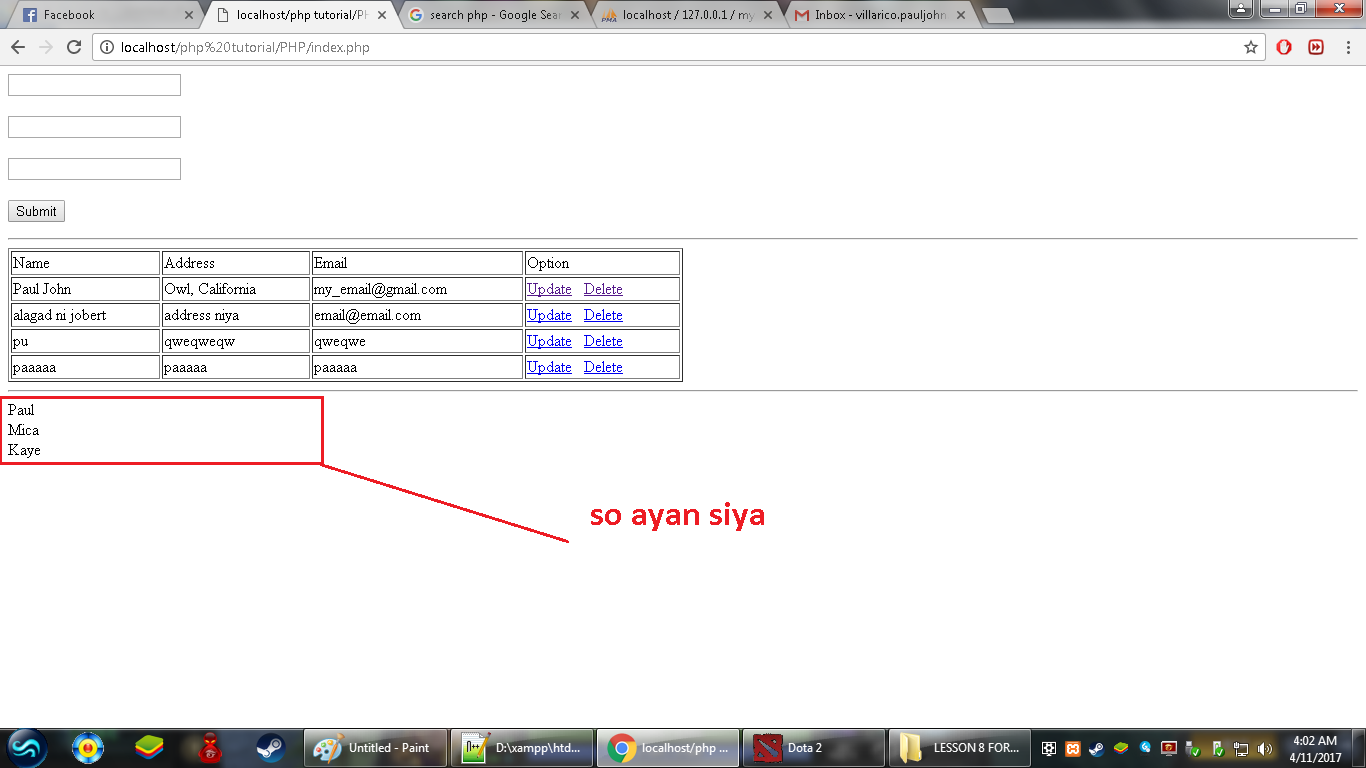 Facebook
localhost/php tutorial/PH
search php - Google Sear
localhost / 127.0.0.1 / my
Inbox - villarico.pauljohn
localhost/php%20tutorial/PHP/index.php
Submit
Name Address Email Option
Paul John Owl, California my_email@gmail.com Update Delete
alagad ni jobert address niya email@email.com Update Delete
pu qweqweqw qweqwe Update Delete
paaaaa paaaaa paaaaa Update Delete
Paul
Mica
Kaye
so ayan siya
Untitled - Paint
D:\xampp\htd...
localhost/php ...
Dota 2
LESSON 8 FOR...
4:02 AM
4/11/2017